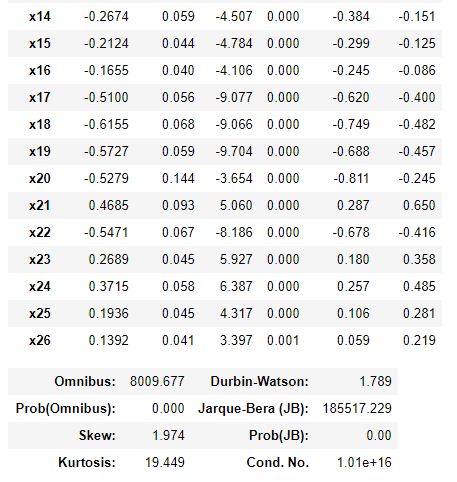 x14 -0.2674 0.059 -4.507 0.000 -0.384 -0.151
x15 -0.2124 0.044 -4.784 0.000 -0.299 -0.125
x16 -0.1655 0.040 -4.106 0.000 -0.245 -0.086
x17 -0.5100 0.056 -9.077 0.000 -0.620 -0.400
x18 -0.6155 0.068 -9.066 0.000 -0.749 -0.482
x19 -0.5727 0.059 -9.704 0.000 -0.688 -0.457
x20 -0.5279 0.144 -3.654 0.000 -0.811 -0.245
x21 0.4685 0.093 5.060 0.000 0.287 0.650
x22 -0.5471 0.067 -8.186 0.000 -0.678 -0.416
x23 0.2689 0.045 5.927 0.000 0.180 0.358
x24 0.3715 0.058 6.387 0.000 0.257 0.485
x25 0.1936 0.045 4.317 0.000 0.106 0.281
x26 0.1392 0.041 3.397 0.001 0.059 0.219
Omnibus: 8009.677 Durbin-Watson: 1.789
Prob(Omnibus): 0.000 Jarque-Bera (JB): 185517.229
Skew: 1.974 Prob(JB): 0.00
Kurtosis: 19.449 Cond. No. 1.01e+16